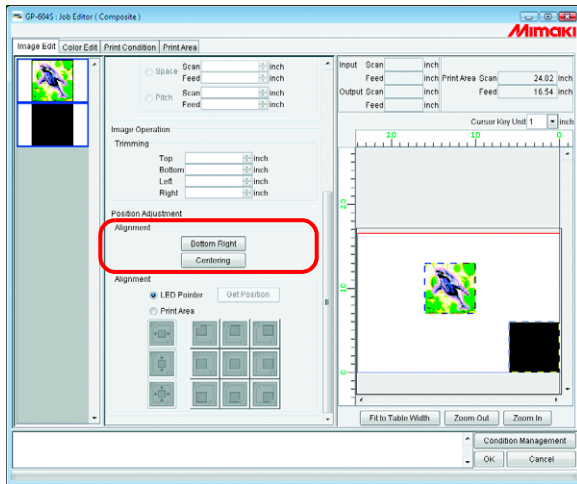 GP-604S : Job Editor ( Composite )
Mimaki
Image Edit Color Edit Print Condition Print Area
Space Scan inch
Feed inch
Pitch Scan inch
Feed inch
Image Operation
Trimming
Top inch
Bottom inch
Left inch
Right inch
Position Adjustment
Alignment
Bottom Right
Centering
Alignment
LED Pointer Get Position
Print Area
Input Scan inch
Feed inch
Output Scan inch
Feed inch
Print Area Scan 24.02 inch
Feed 16.54 inch
Cursor Key Unit 1 inch
20 10 0
20
10
0
Fit to Table Width Zoom Out Zoom In
Condition Management
OK Cancel